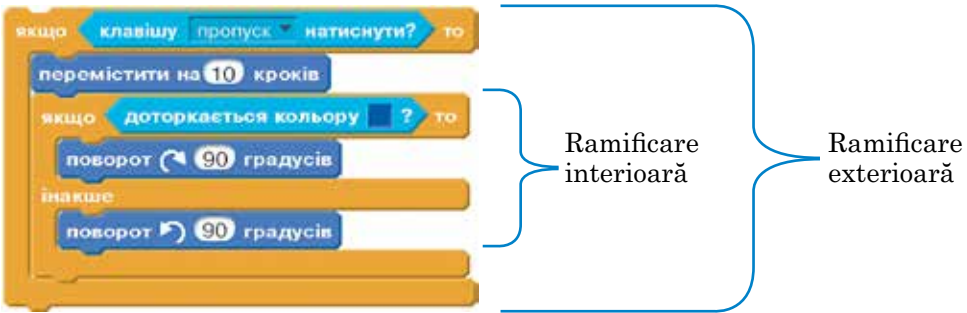 якщо клавішу пропуск натиснути? то
перемістити на 10 кроків
якщо доторкається кольору ? то
поворот 90 градусів
інакше
поворот 90 градусів
Ramificare
interioară
Ramificare
exterioară